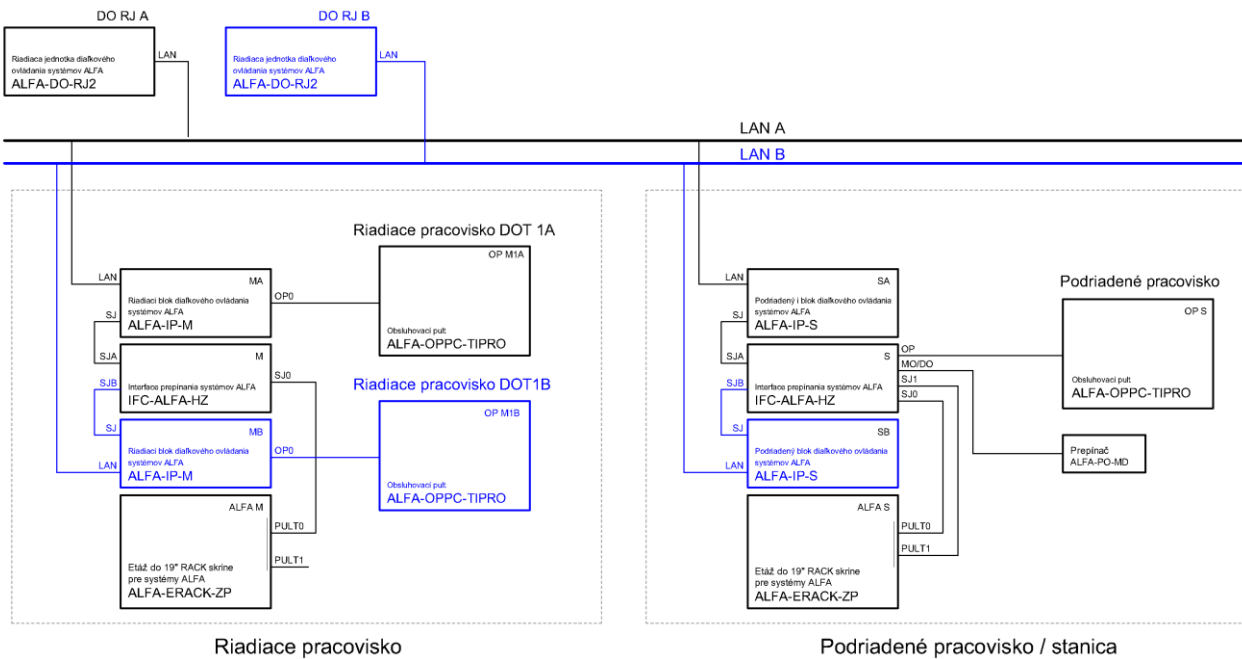 DO RJ A
LAN
Riadiaca jednotka diaľkového
ovládania systémov ALFA
ALFA-DO-RJ2
DO RJ B
LAN
Riadiaca jednotka diaľkového
ovládania systémov ALFA
ALFA-DO-RJ2
LAN A
LAN B
Riadiace pracovisko DOT 1A
OP M1A
Obsluhovací pult
ALFA-OPPC-TIPRO
LAN
MA
Riadiaci blok diaľkového ovládania
systémov ALFA
ALFA-IP-M
OP0
SJ
SJA
M
Interface prepínania systémov ALFA
IFC-ALFA-HZ
SJ0
SJB
Riadiace pracovisko DOT1B
OP M1B
Obsluhovací pult
ALFA-OPPC-TIPRO
SJ
MB
Riadiaci blok diaľkového ovládania
systémov ALFA
ALFA-IP-M
OP0
LAN
ALFA M
PULT0
PULT1
Etáž do 19" RACK skrine
pre systémy ALFA
ALFA-ERACK-ZP
Riadiace pracovisko
LAN
SA
Podriadený i blok diaľkového ovládania
systémov ALFA
ALFA-IP-S
SJ
SJA
S
Interface prepínania systémov ALFA
IFC-ALFA-HZ
SJB
OP
MO/DO
SJ1
SJ0
Podriadené pracovisko
OP S
Obsluhovací pult
ALFA-OPPC-TIPRO
SJ
SB
Podriadený blok diaľkového ovládania
systémov ALFA
ALFA-IP-S
LAN
Prepínač
ALFA-PO-MD
ALFA S
PULT0
PULT1
Etáž do 19" RACK skrine
pre systémy ALFA
ALFA-ERACK-ZP
Podriadené pracovisko / stanica